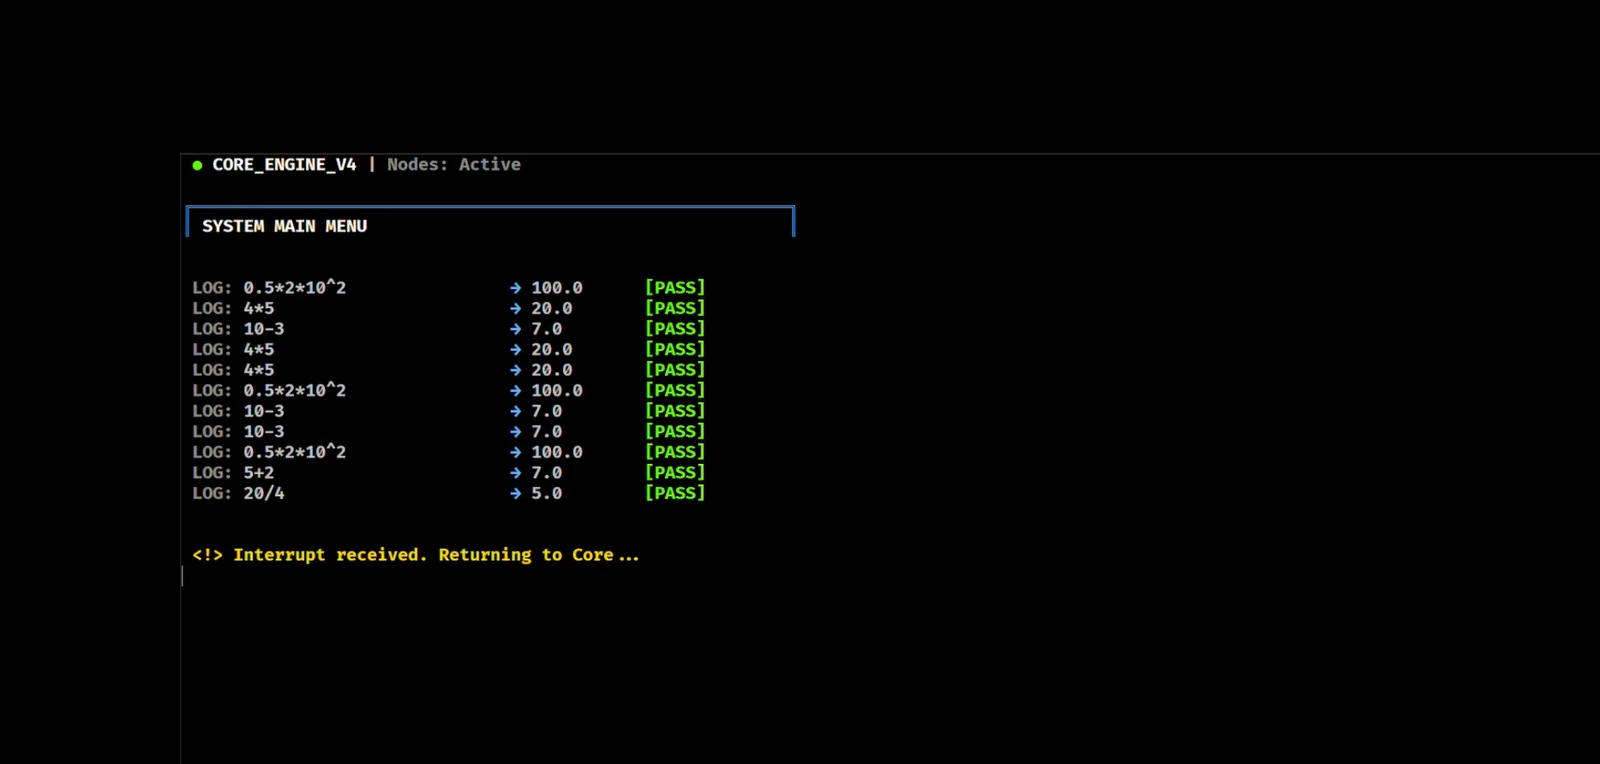 ● CORE_ENGINE_V4 | Nodes: Active
SYSTEM MAIN MENU
LOG: 0.5*2*10^2 → 100.0 [PASS]
LOG: 4*5 → 20.0 [PASS]
LOG: 10-3 → 7.0 [PASS]
LOG: 4*5 → 20.0 [PASS]
LOG: 4*5 → 20.0 [PASS]
LOG: 0.5*2*10^2 → 100.0 [PASS]
LOG: 10-3 → 7.0 [PASS]
LOG: 10-3 → 7.0 [PASS]
LOG: 0.5*2*10^2 → 100.0 [PASS]
LOG: 5+2 → 7.0 [PASS]
LOG: 20/4 → 5.0 [PASS]
<!> Interrupt received. Returning to Core...